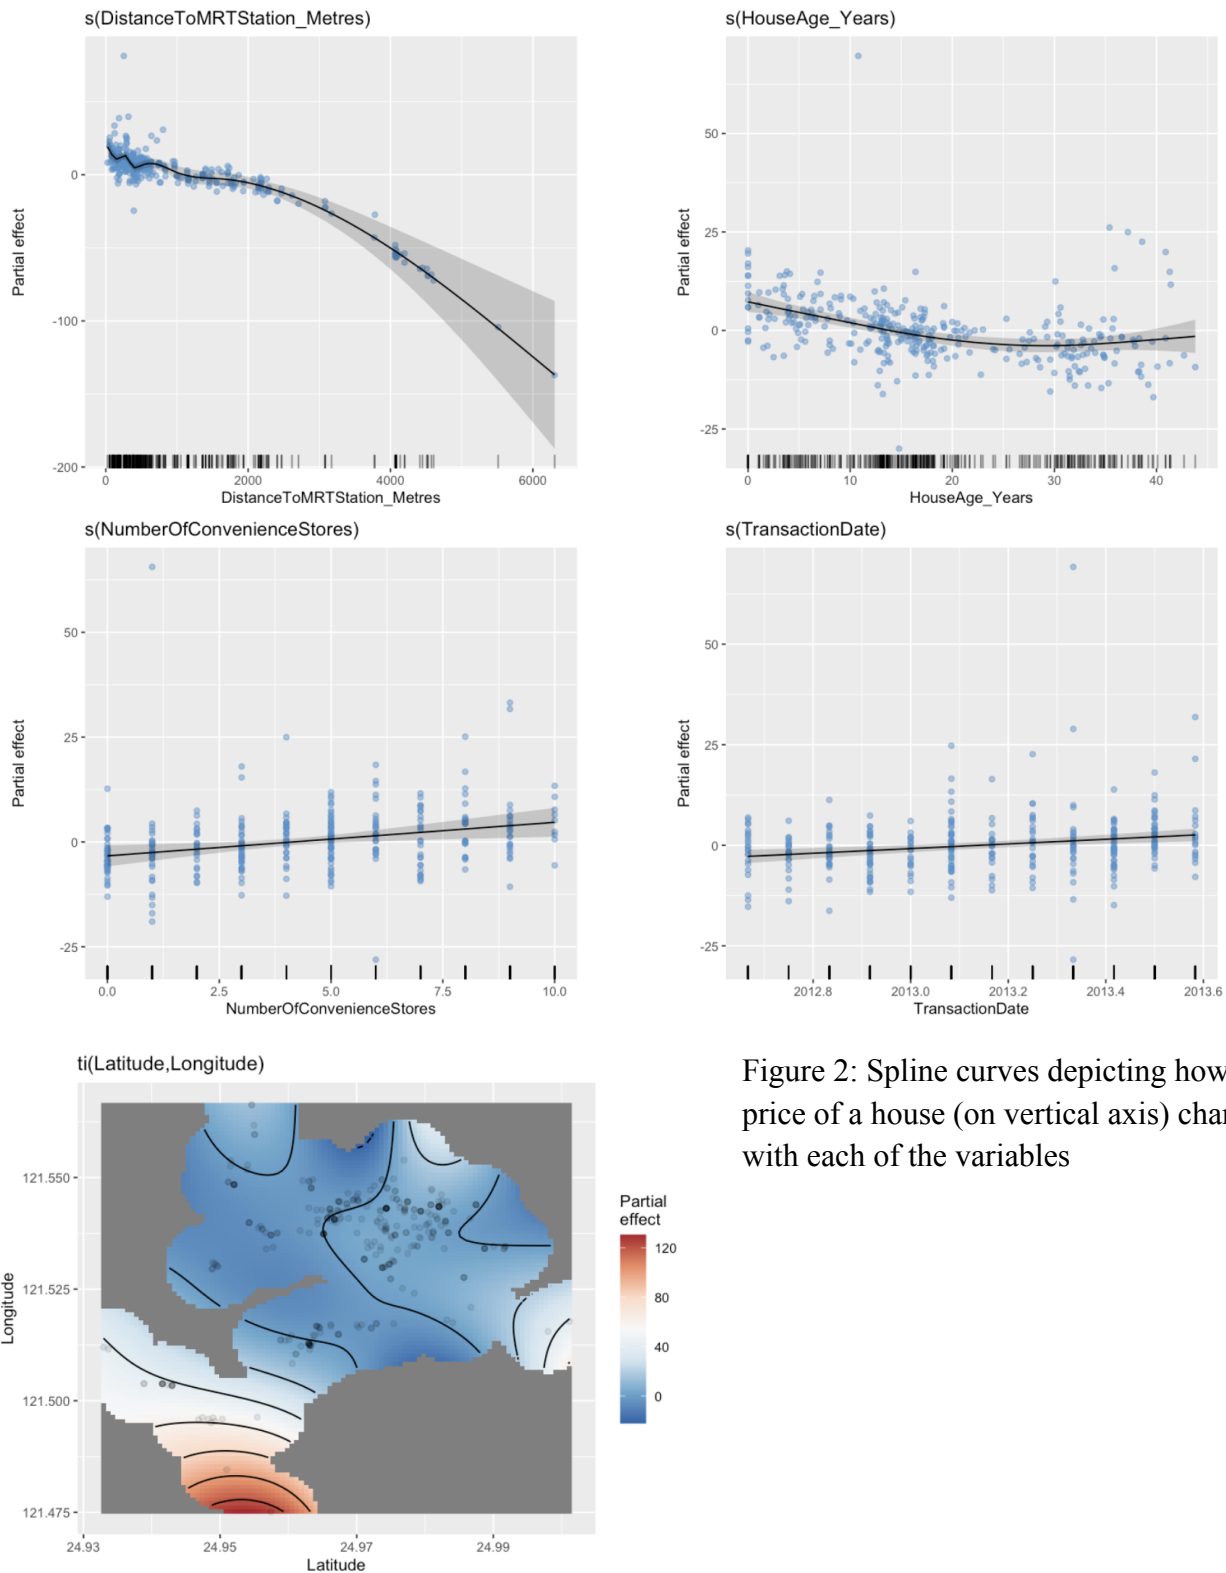 s(DistanceToMRTStation_Metres)
Partial effect
0
-100
-200
0
2000
4000
6000
DistanceToMRTStation_Metres
s(HouseAge_Years)
Partial effect
50
25
0
-25
0
10
20
30
40
HouseAge_Years
s(NumberOfConvenienceStores)
Partial effect
50
25
0
-25
0.0
2.5
5.0
7.5
10.0
NumberOfConvenienceStores
s(TransactionDate)
Partial effect
50
25
0
-25
2012.8
2013.0
2013.2
2013.4
2013.6
TransactionDate
ti(Latitude,Longitude)
Longitude
121.550
121.525
121.500
121.475
24.93
24.95
24.97
24.99
Latitude
Partial
effect
120
80
40
0
Figure 2: Spline curves depicting how
price of a house (on vertical axis)
with each of the variables